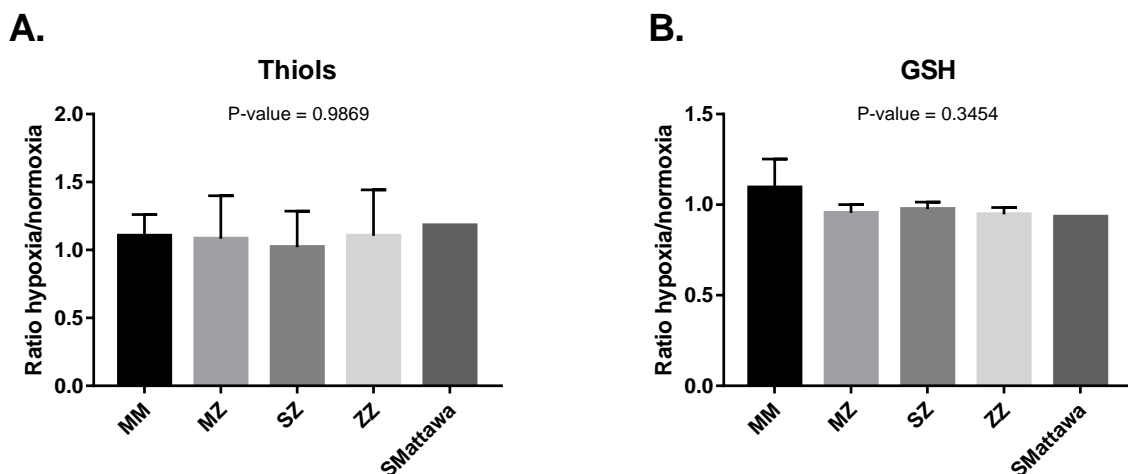 A.
Thiols
P-value = 0.9869
Ratio hypoxia/normoxia
2.0
1.5
1.0
0.5
0.0
MM
MZ
SZ
ZZ
SMattawa
B.
GSH
P-value = 0.3454
Ratio hypoxia/normoxia
1.5
1.0
0.5
0.0
MM
MZ
SZ
ZZ
SMattawa